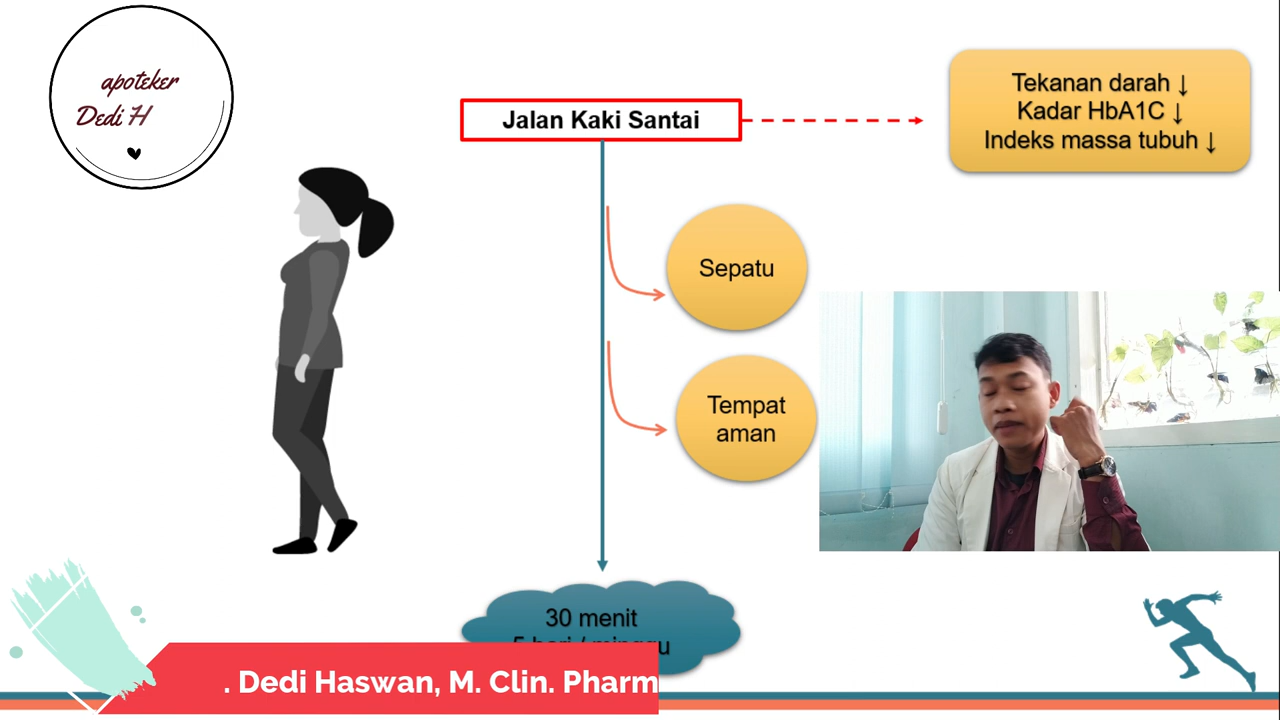 apoteker
Dedi H
Jalan Kaki Santai
Tekanan darah ↓
Kadar HbA1C ↓
Indeks massa tubuh ↓
Sepatu
Tempat
aman
30 menit
5 hari / minggu
. Dedi Haswan, M. Clin. Pharm